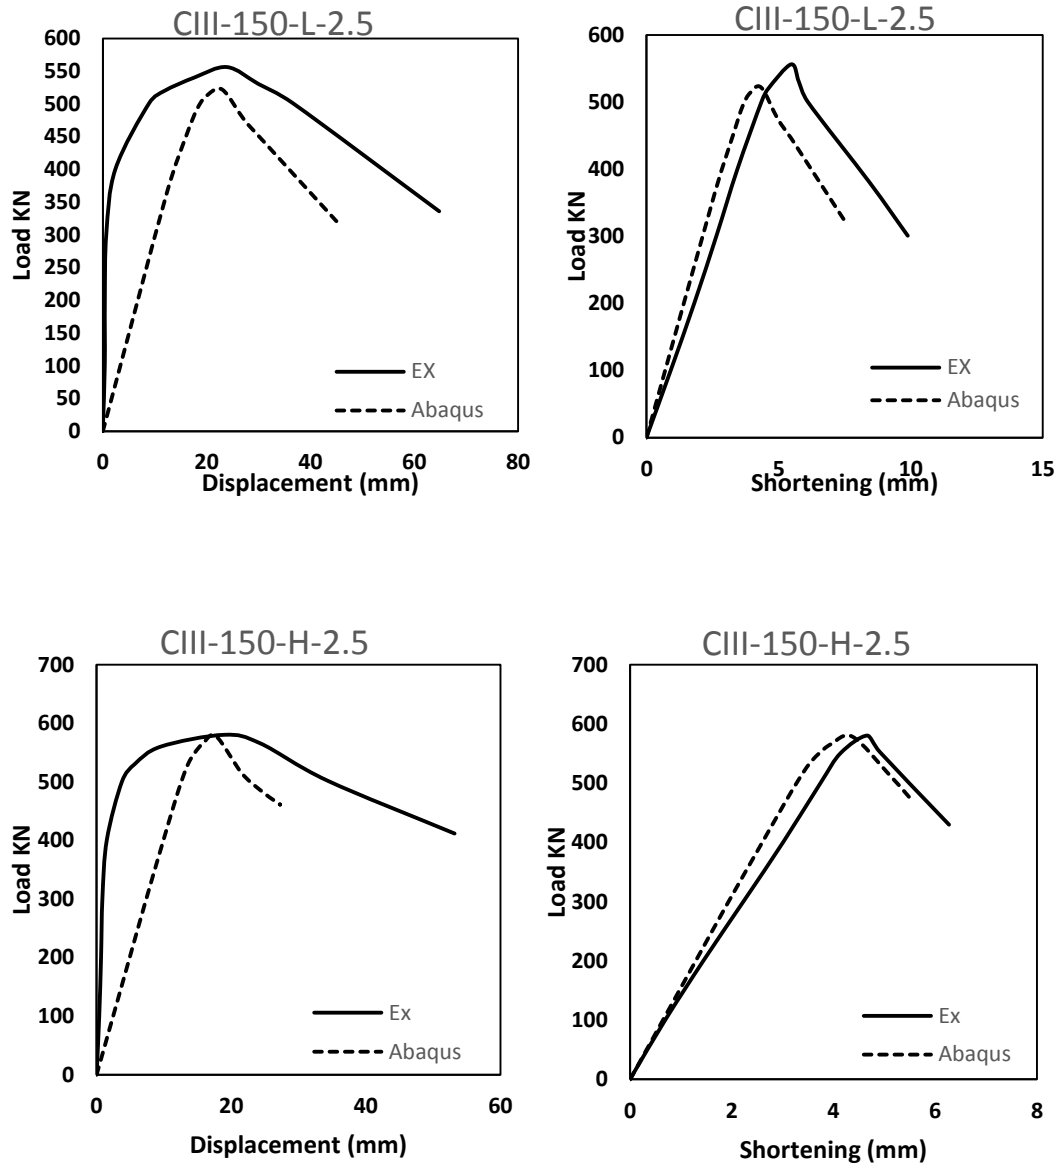 CIII-150-L-2.5
600
550
500
450
400
350
300
250
200
150
100
50
0
Load KN
EX
Abaqus
0 20 40 60 80
Displacement (mm)
CIII-150-L-2.5
600
500
400
300
200
100
0
Load KN
EX
Abaqus
0 5 10 15
Shortening (mm)
CIII-150-H-2.5
700
600
500
400
300
200
100
0
Load KN
Ex
Abaqus
0 20 40 60
Displacement (mm)
CIII-150-H-2.5
700
600
500
400
300
200
100
0
Load KN
Ex
Abaqus
0 2 4 6 8
Shortening (mm)